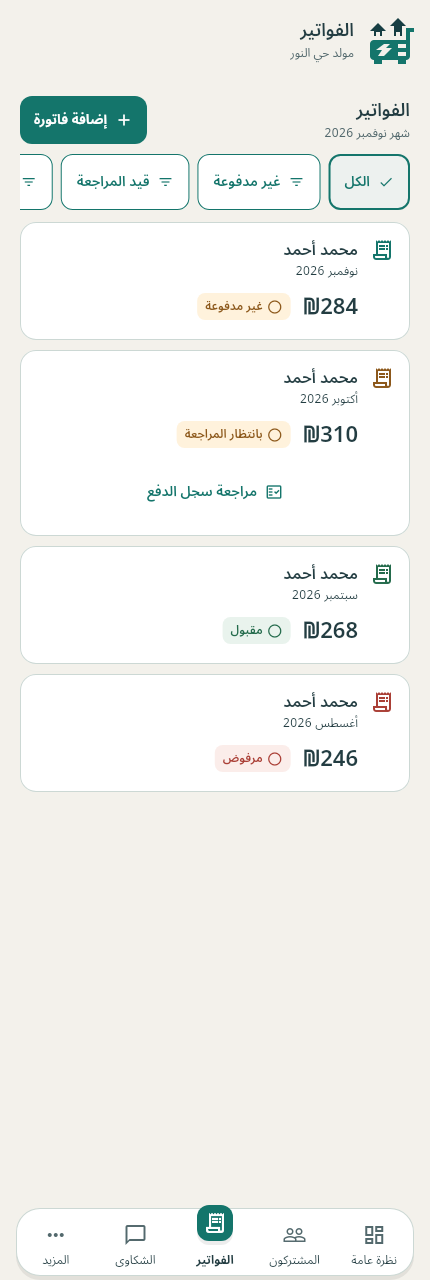 الفواتير
مولد حي النور
الفواتير
شهر نوفمبر 2026
إضافة فاتورة
الكل
غير مدفوعة
قيد المراجعة
محمد أحمد
نوفمبر 2026
₪284
غير مدفوعة
محمد أحمد
أكتوبر 2026
₪310
بانتظار المراجعة
مراجعة سجل الدفع
محمد أحمد
سبتمبر 2026
₪268
مقبول
محمد أحمد
أغسطس 2026
₪246
مرفوض
نظرة عامة
المشتركون
الفواتير
الشكاوى
المزيد